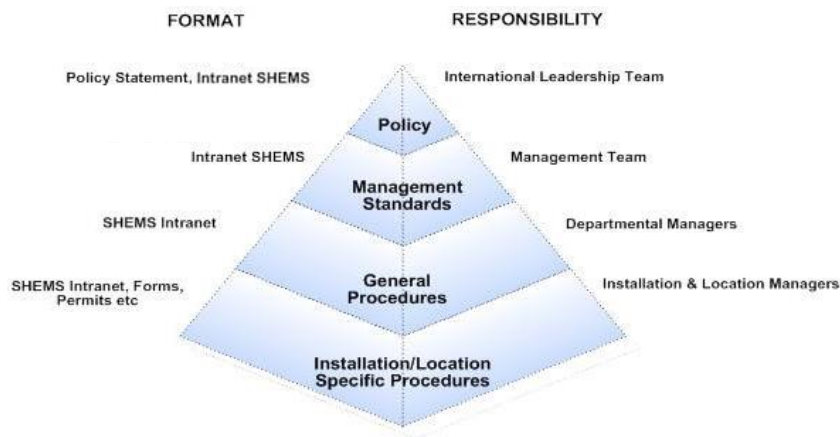 FORMAT
RESPONSIBILITY
Policy Statement, Intranet SHEMS
International Leadership Team
Policy
Intranet SHEMS
Management Team
Management
Standards
SHEMS Intranet
Departmental Managers
General
Procedures
SHEMS Intranet, Forms,
Permits etc
Installation & Location Managers
Installation/Location
Specific Procedures